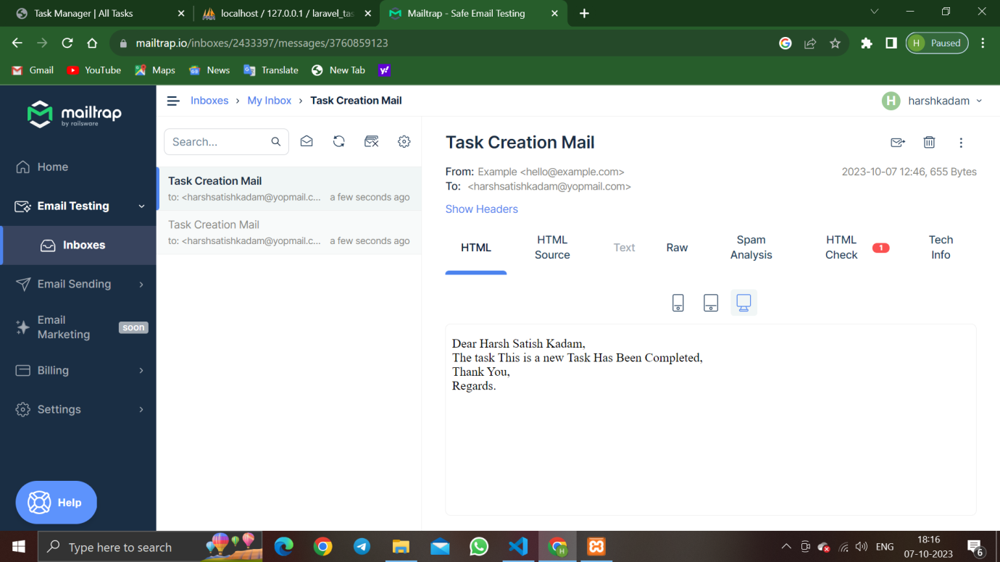 Task Manager | All Tasks
localhost / 127.0.0.1 / laravel_tas
Mailtrap - Safe Email Testing
mailtrap.io/inboxes/2433397/messages/3760859123
H Paused
Gmail
YouTube
Maps
News
Translate
New Tab
y!
mailtrap
by railsware
Home
Email Testing
Inboxes
Email Sending
Email
Marketing
soon
Billing
Settings
Help
Inboxes › My Inbox › Task Creation Mail
H harshkadam
Search...
Task Creation Mail
to: <harshsatishkadam@yopmail.c... a few seconds ago
Task Creation Mail
to: <harshsatishkadam@yopmail.c... a few seconds ago
Task Creation Mail
From: Example <hello@example.com>
2023-10-07 12:46, 655 Bytes
To: <harshsatishkadam@yopmail.com>
Show Headers
HTML
HTML
Source
Text
Raw
Spam
Analysis
HTML
Check
1
Tech
Info
Dear Harsh Satish Kadam,
The task This is a new Task Has Been Completed,
Thank You,
Regards.
Type here to search
ENG
18:16
07-10-2023
6